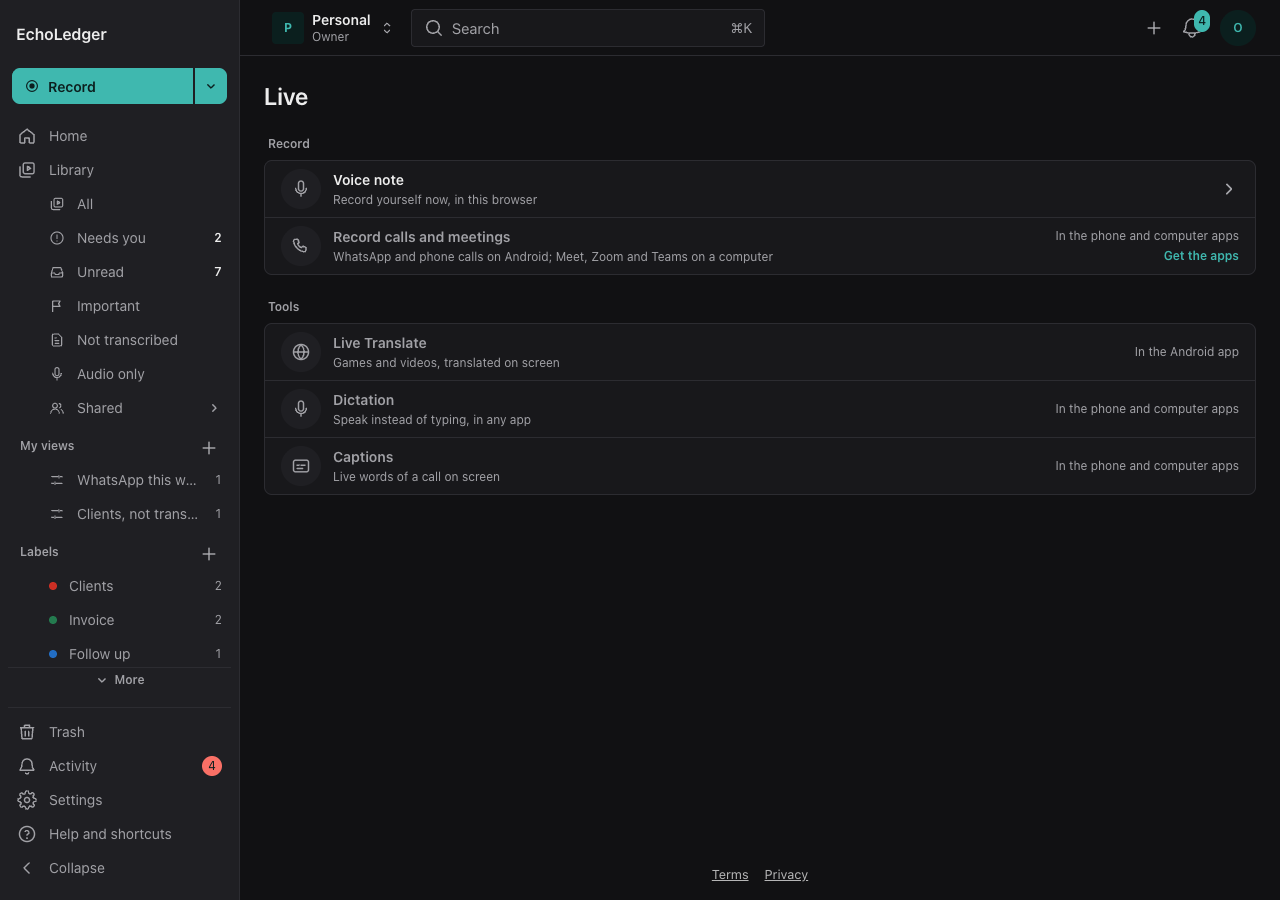 EchoLedger
Record
Home
Library
All
Needs you 2
Unread 7
Important
Not transcribed
Audio only
Shared
My views
WhatsApp this w... 1
Clients, not trans... 1
Labels
Clients 2
Invoice 2
Follow up 1
More
Trash
Activity 4
Settings
Help and shortcuts
Collapse
P Personal
Owner
Search ⌘K
4
O
Live
Record
Voice note
Record yourself now, in this browser
Record calls and meetings
WhatsApp and phone calls on Android; Meet, Zoom and Teams on a computer
In the phone and computer apps
Get the apps
Tools
Live Translate
Games and videos, translated on screen
In the Android app
Dictation
Speak instead of typing, in any app
In the phone and computer apps
Captions
Live words of a call on screen
In the phone and computer apps
Terms Privacy